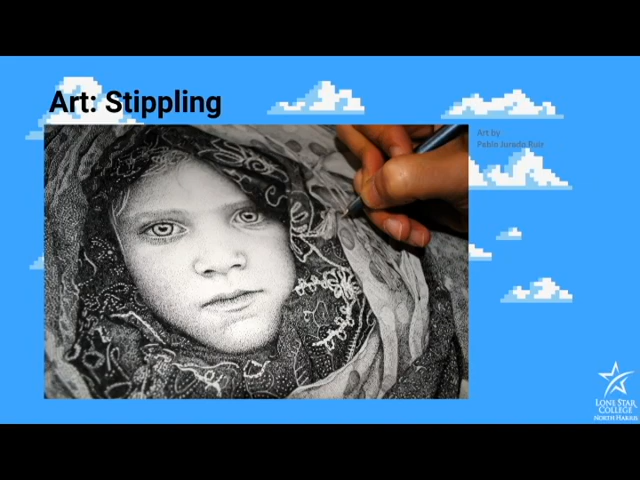 Art: Stippling
Art by
Pablo Jurado Ruiz
LONE STAR
COLLEGE
NORTH HARRIS